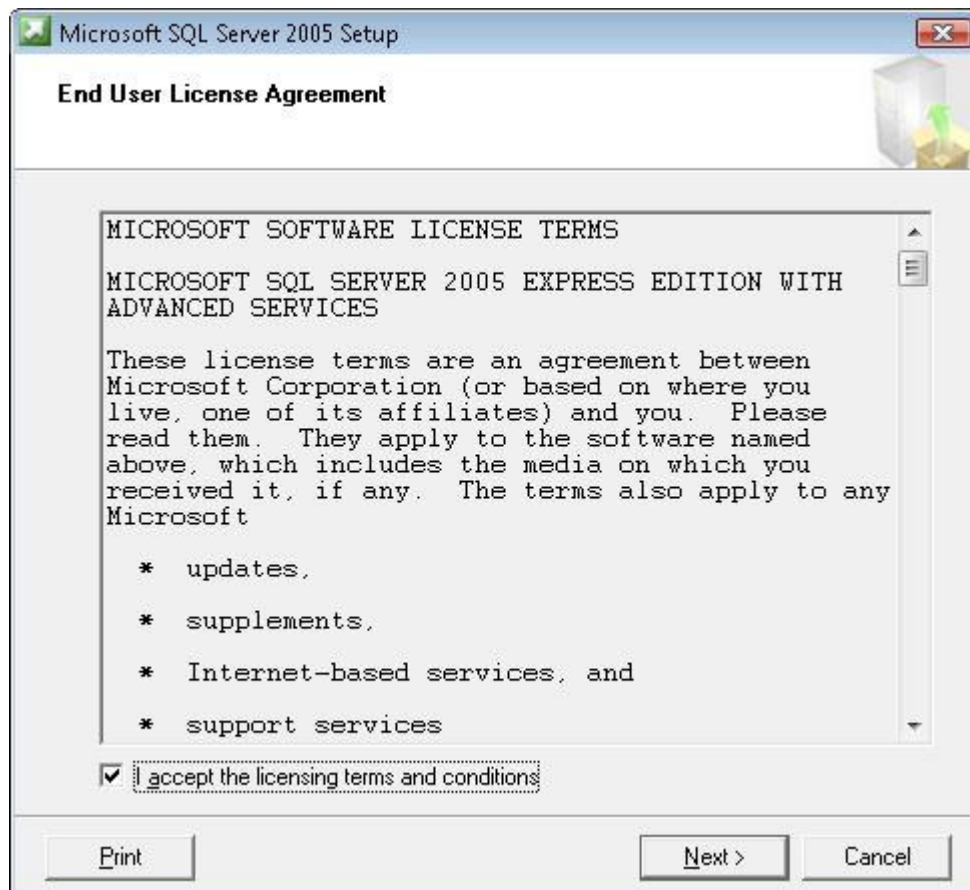 Microsoft SQL Server 2005 Setup
End User License Agreement
MICROSOFT SOFTWARE LICENSE TERMS
MICROSOFT SQL SERVER 2005 EXPRESS EDITION WITH
ADVANCED SERVICES
These license terms are an agreement between
Microsoft Corporation (or based on where you
live, one of its affiliates) and you.  Please
read them.  They apply to the software named
above, which includes the media on which you
received it, if any.  The terms also apply to any
Microsoft
* updates,
* supplements,
* Internet-based services, and
* support services
I accept the licensing terms and conditions
Print
Next >
Cancel